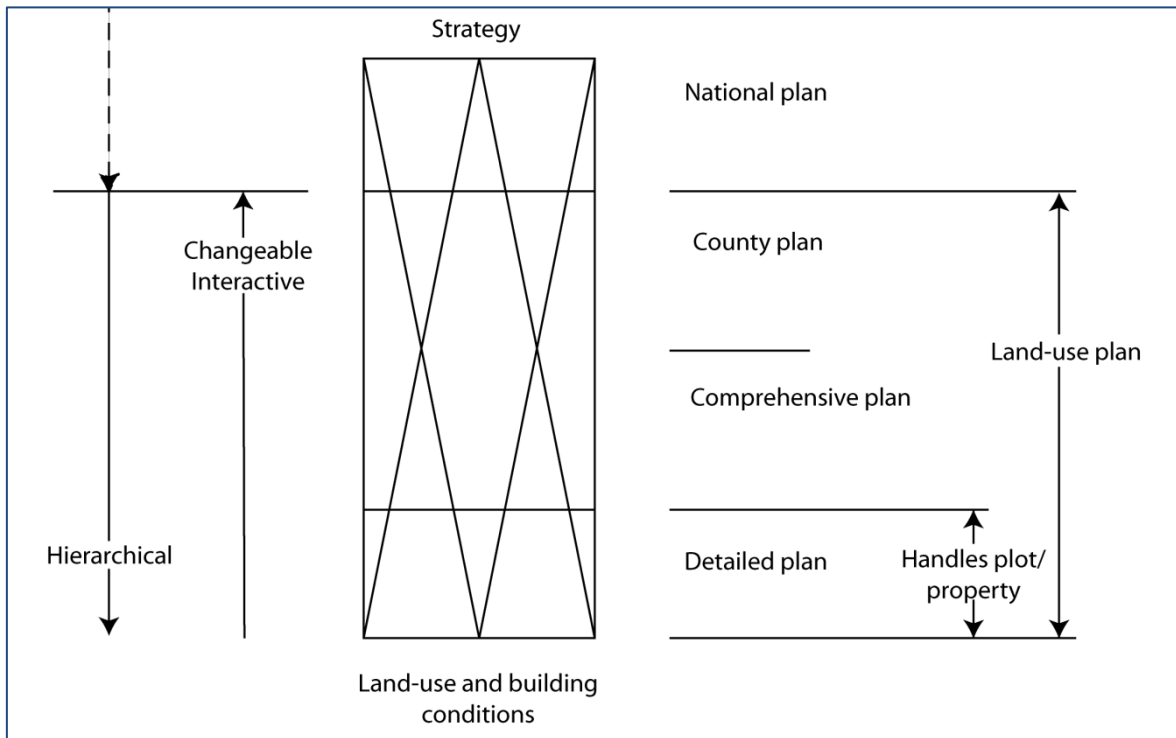 Strategy
National plan
County plan
Changeable
Interactive
Land-use plan
Comprehensive plan
Hierarchical
Detailed plan
Handles plot/
property
Land-use and building
conditions